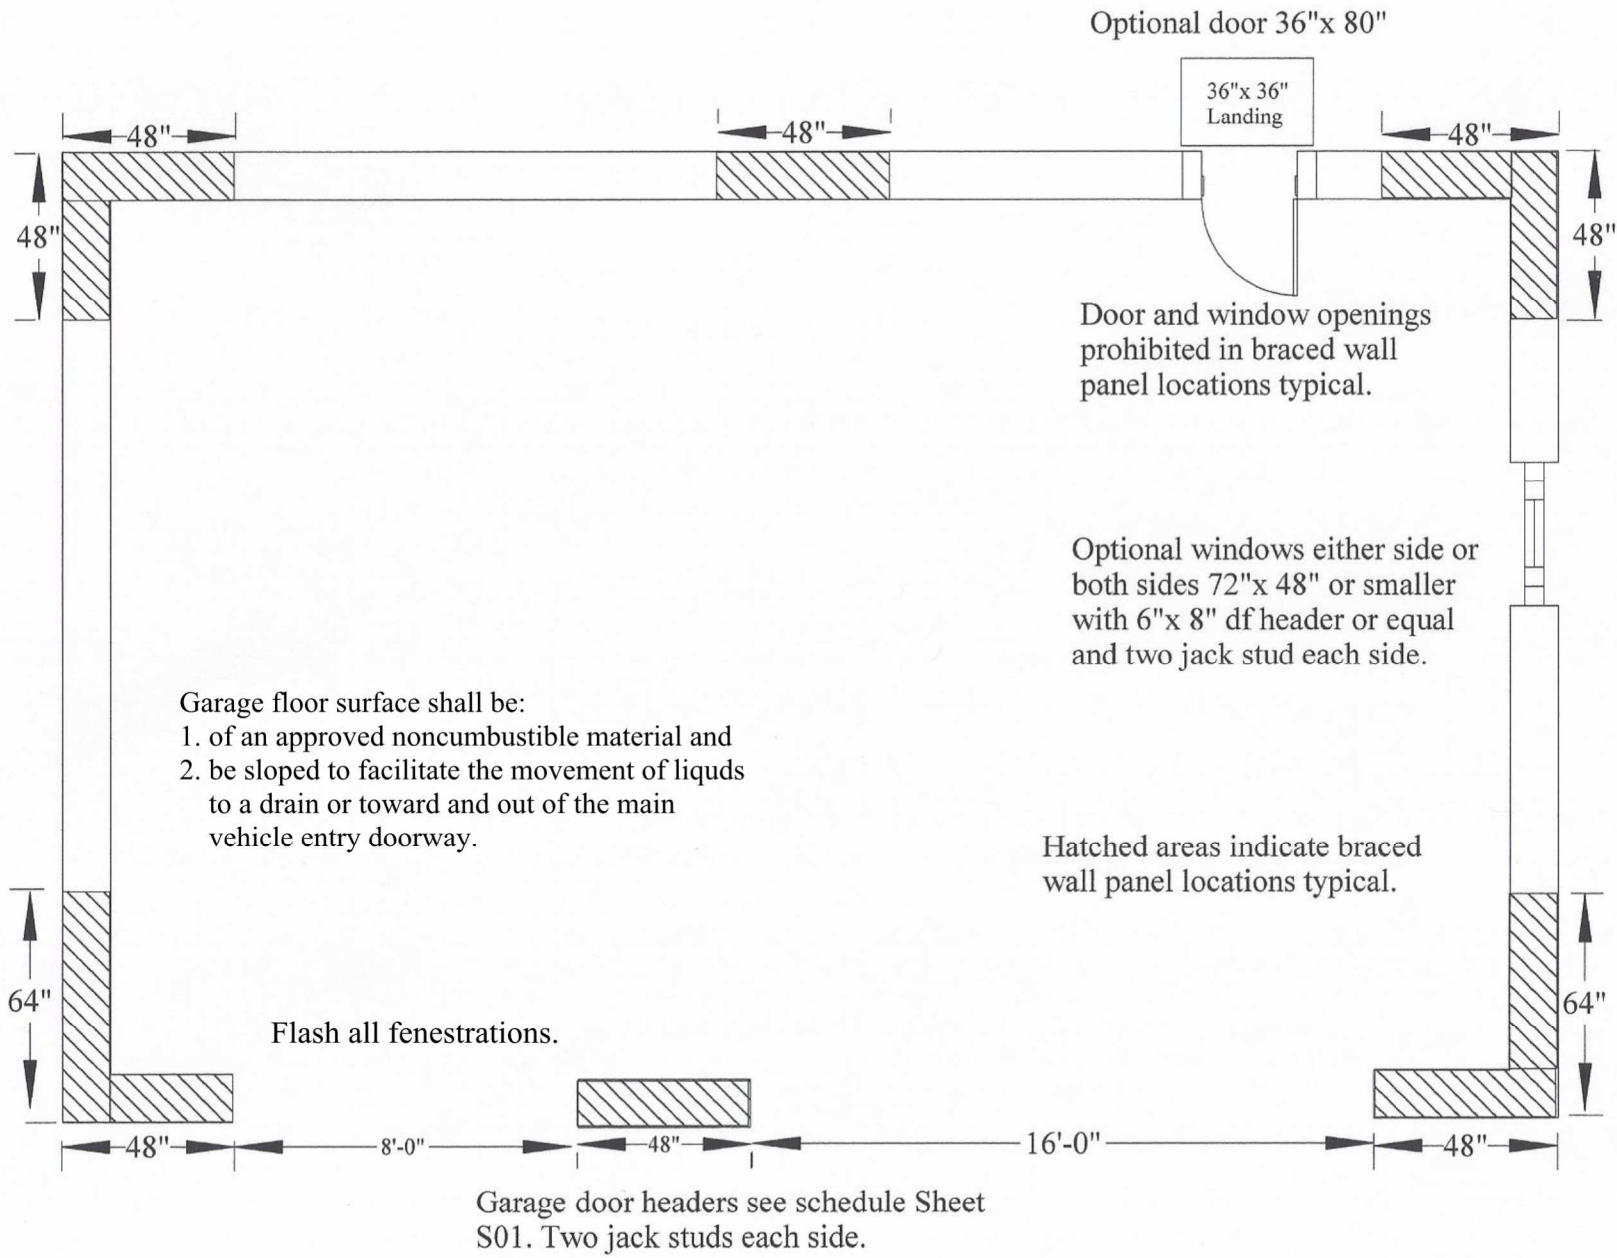 Optional door 36"x 80"
36"x 36"
Landing
48"
48"
48"
48"
48"
Door and window openings
prohibited in braced wall
panel locations typical.
Optional windows either side or
both sides 72"x 48" or smaller
with 6"x 8" df header or equal
and two jack stud each side.
Garage floor surface shall be:
1. of an approved noncumbustible material and
2. be sloped to facilitate the movement of liquds
to a drain or toward and out of the main
vehicle entry doorway.
Hatched areas indicate braced
wall panel locations typical.
64"
64"
Flash all fenestrations.
48"
8'-0"
48"
16'-0"
48"
Garage door headers see schedule Sheet
S01. Two jack studs each side.